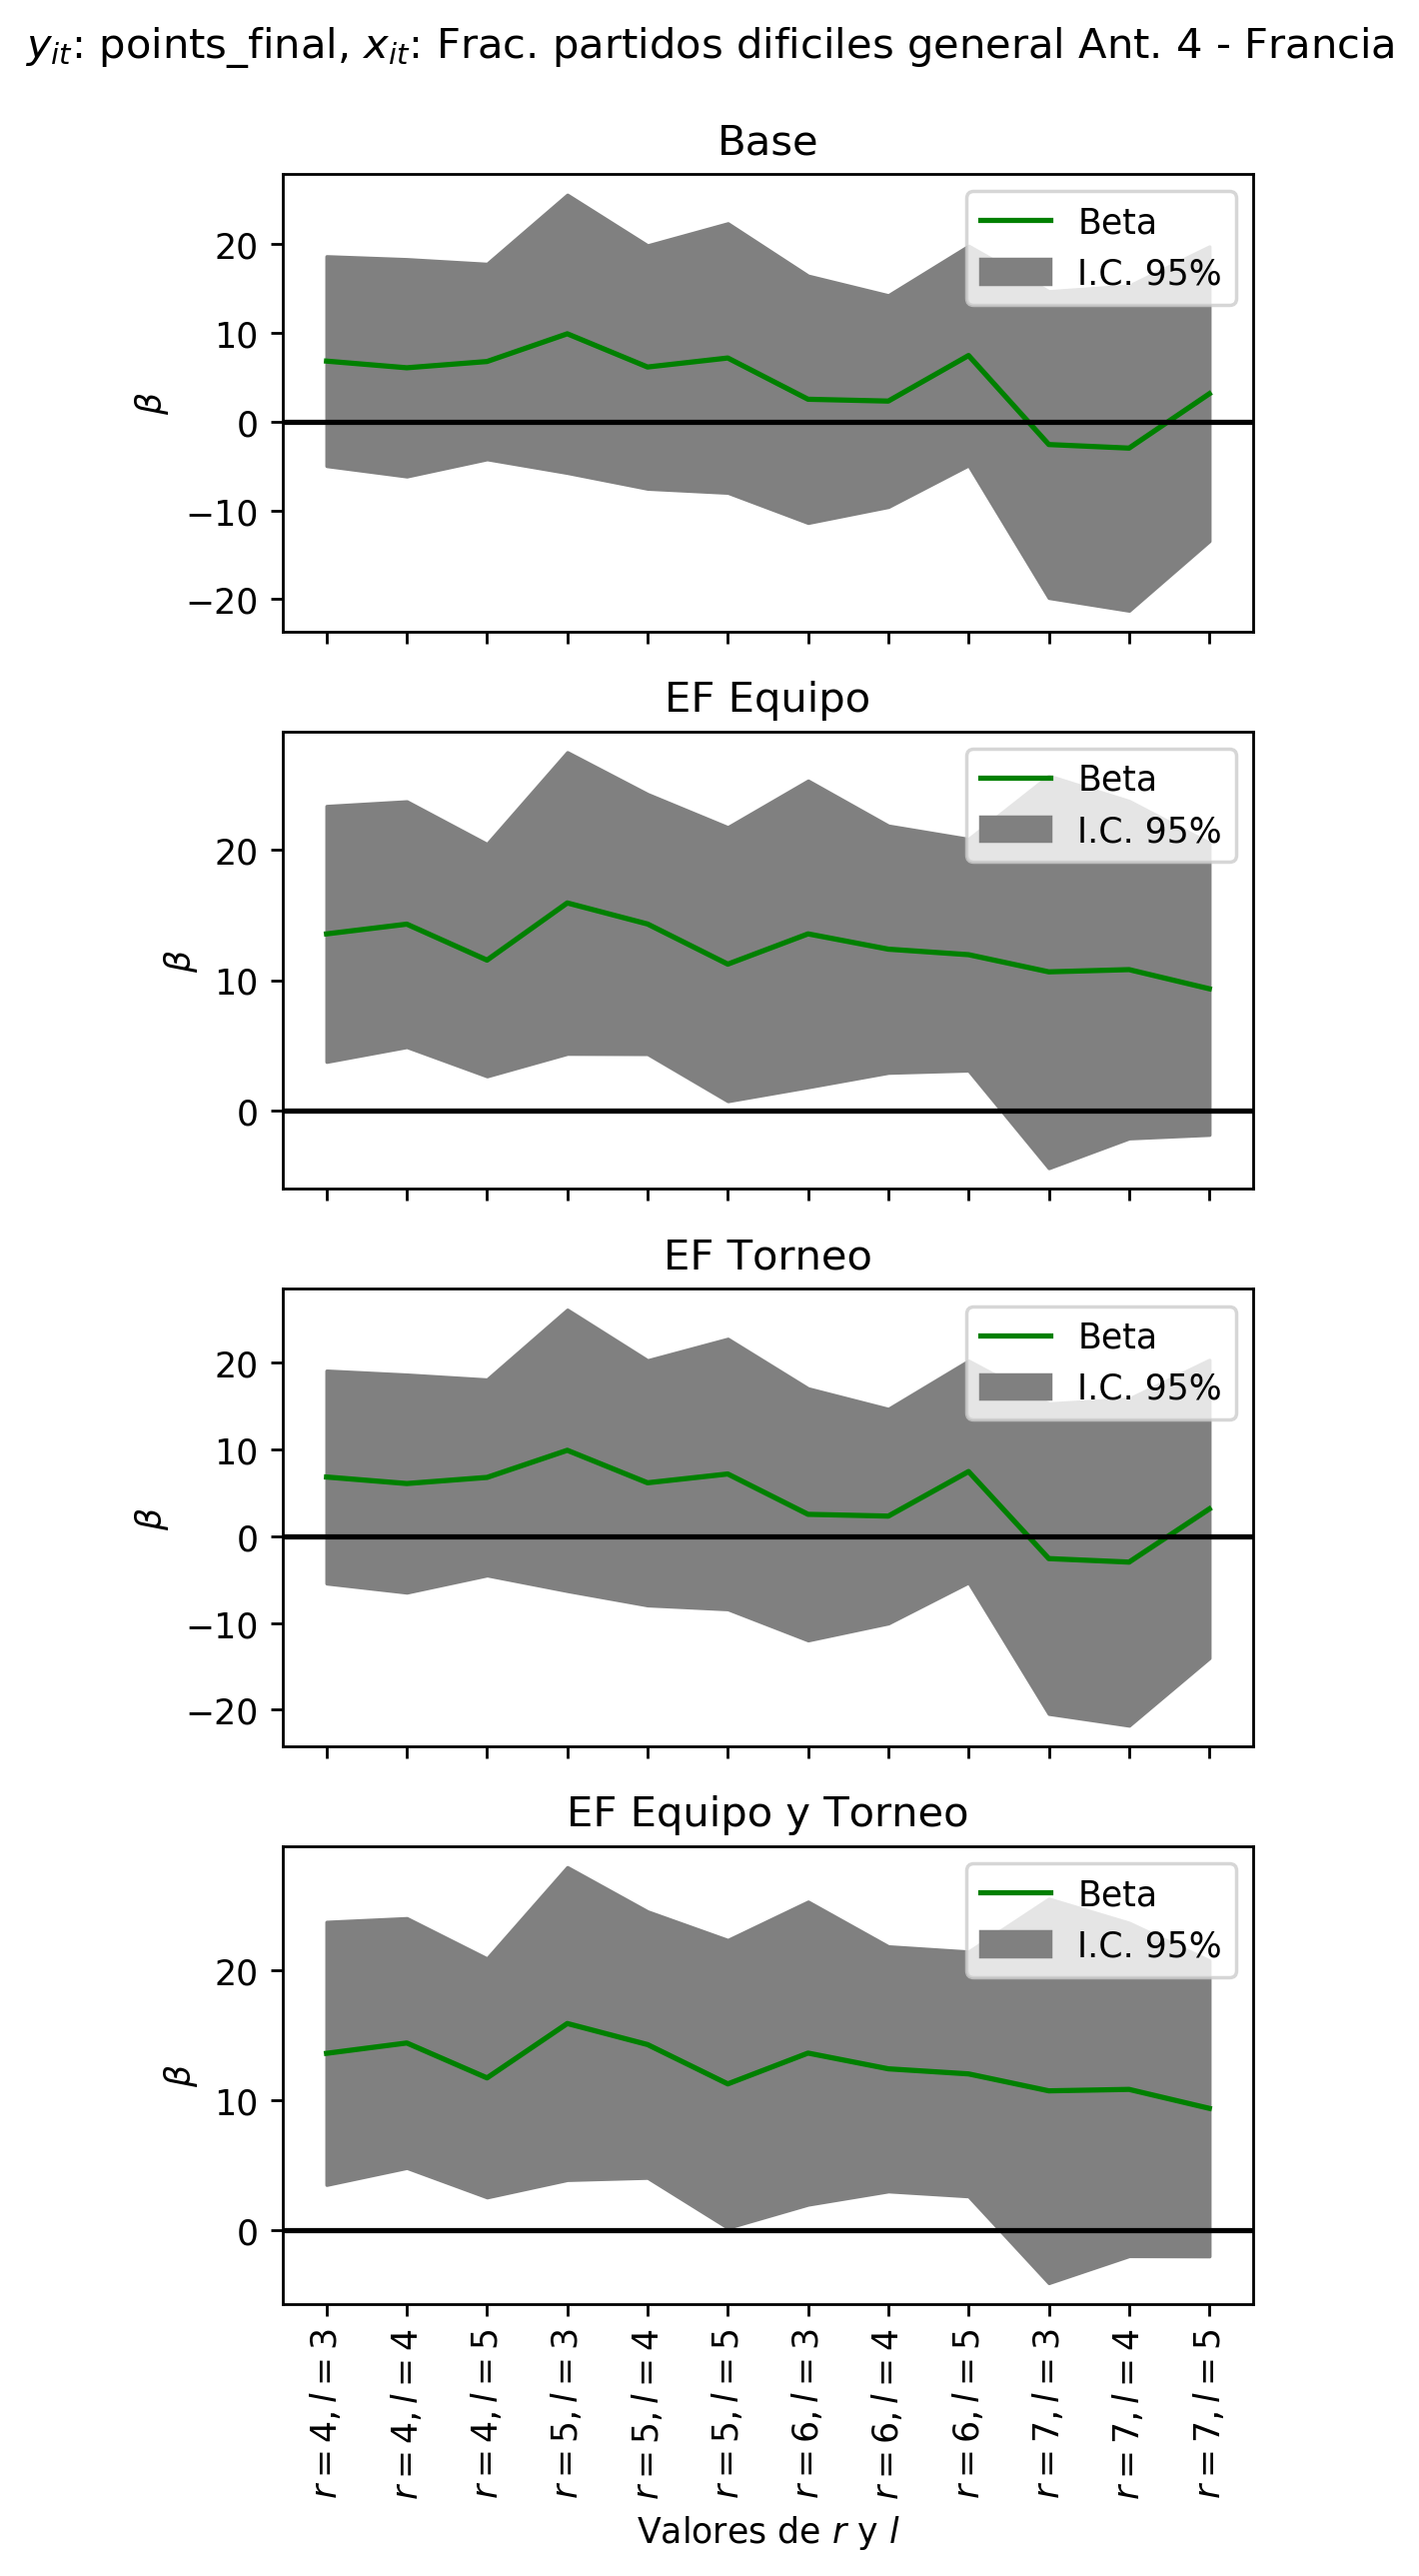 y_it: points_final, x_it: Frac. partidos dificiles general Ant. 4 - Francia
Base
Beta
I.C. 95%
20
10
0
−10
−20
β
EF Equipo
Beta
I.C. 95%
20
10
0
β
EF Torneo
Beta
I.C. 95%
20
10
0
−10
−20
β
EF Equipo y Torneo
Beta
I.C. 95%
20
10
0
β
r = 4, l = 3
r = 4, l = 4
r = 4, l = 5
r = 5, l = 3
r = 5, l = 4
r = 5, l = 5
r = 6, l = 3
r = 6, l = 4
r = 6, l = 5
r = 7, l = 3
r = 7, l = 4
r = 7, l = 5
Valores de r y l